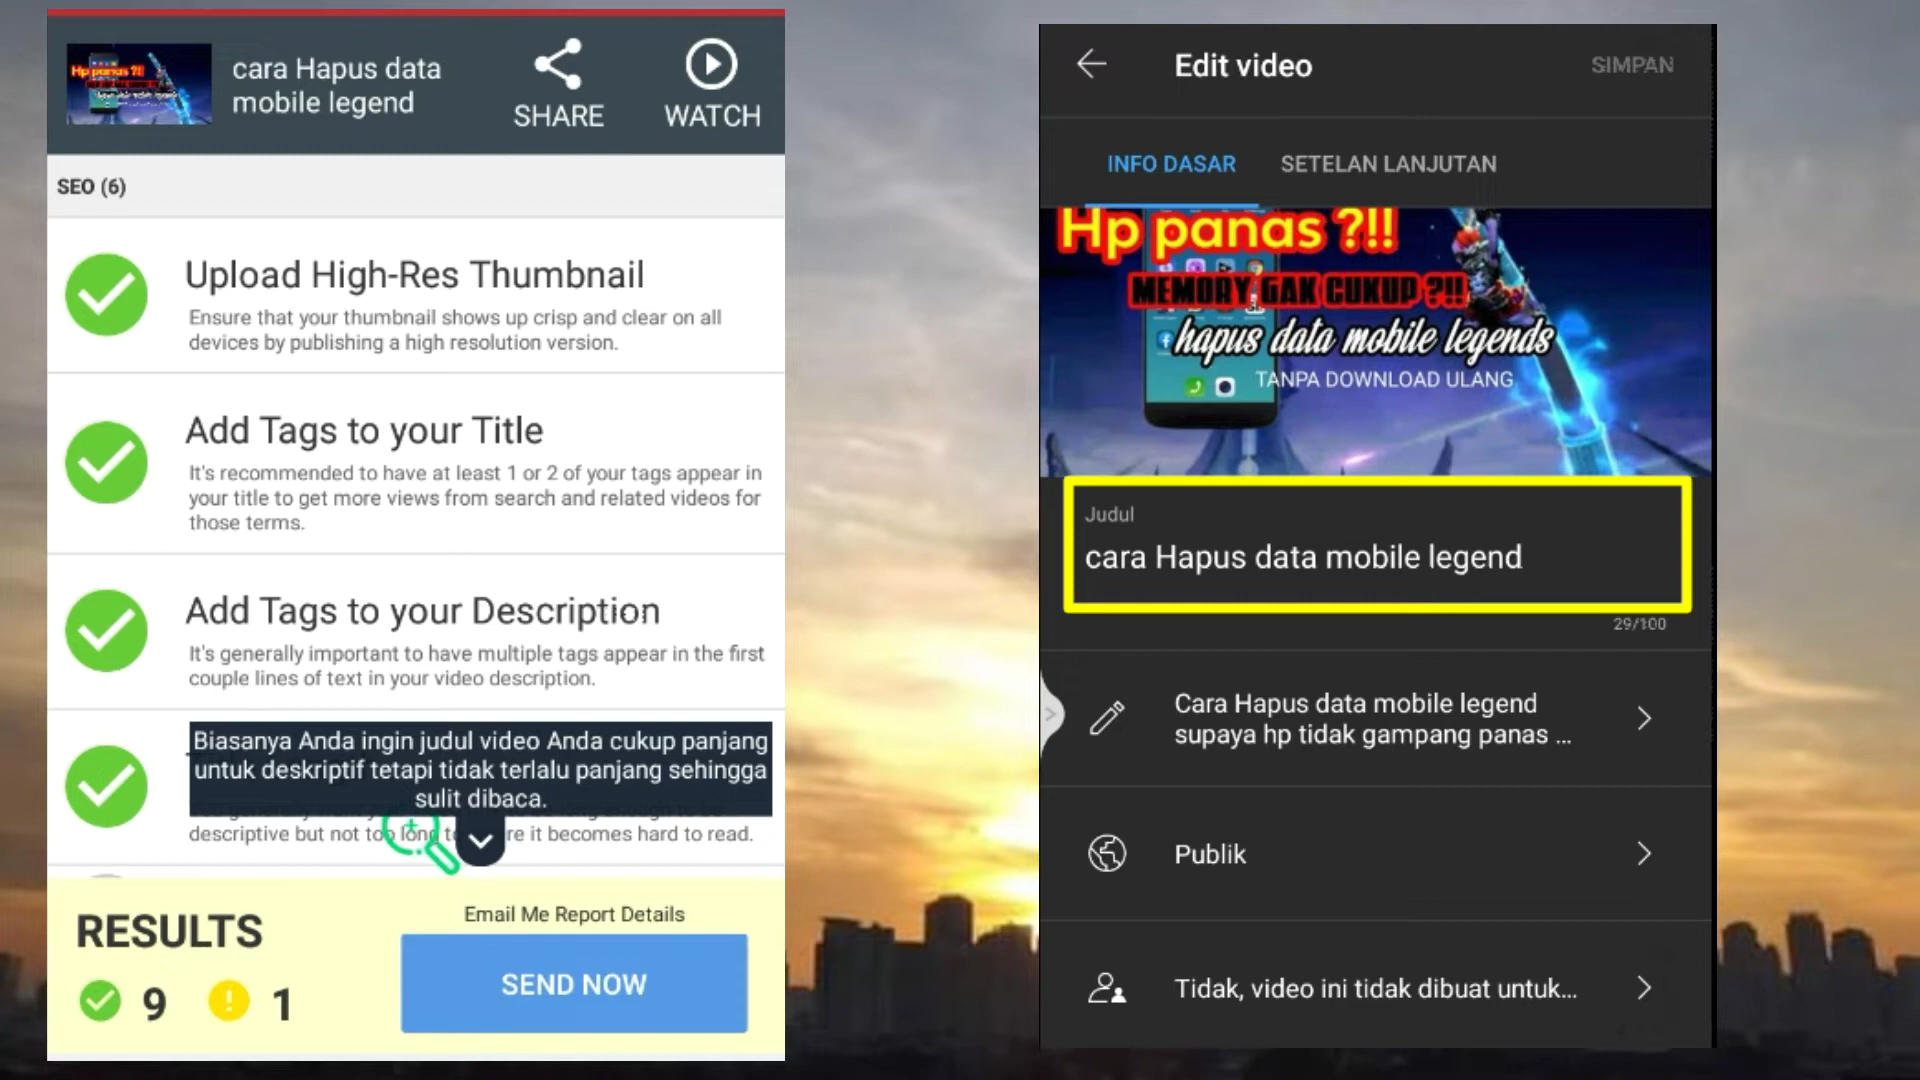 Hp panas ?!!
cara Hapus data
mobile legend
SHARE
WATCH
SEO (6)
Upload High-Res Thumbnail
Ensure that your thumbnail shows up crisp and clear on all
devices by publishing a high resolution version.
Add Tags to your Title
It's recommended to have at least 1 or 2 of your tags appear in
your title to get more views from search and related videos for
those terms.
Add Tags to your Description
It's generally important to have multiple tags appear in the first
couple lines of text in your video description.
Biasanya Anda ingin judul video Anda cukup panjang
untuk deskriptif tetapi tidak terlalu panjang sehingga
sulit dibaca.
descriptive but not too long it becomes hard to read.
RESULTS
9
1
Email Me Report Details
SEND NOW
Edit video
SIMPAN
INFO DASAR
SETELAN LANJUTAN
Hp panas ?!!
MEMORY GAK CUKUP ?!!
hapus data mobile legends
TANPA DOWNLOAD ULANG
Judul
cara Hapus data mobile legend
29/100
Cara Hapus data mobile legend
supaya hp tidak gampang panas ...
Publik
Tidak, video ini tidak dibuat untuk...